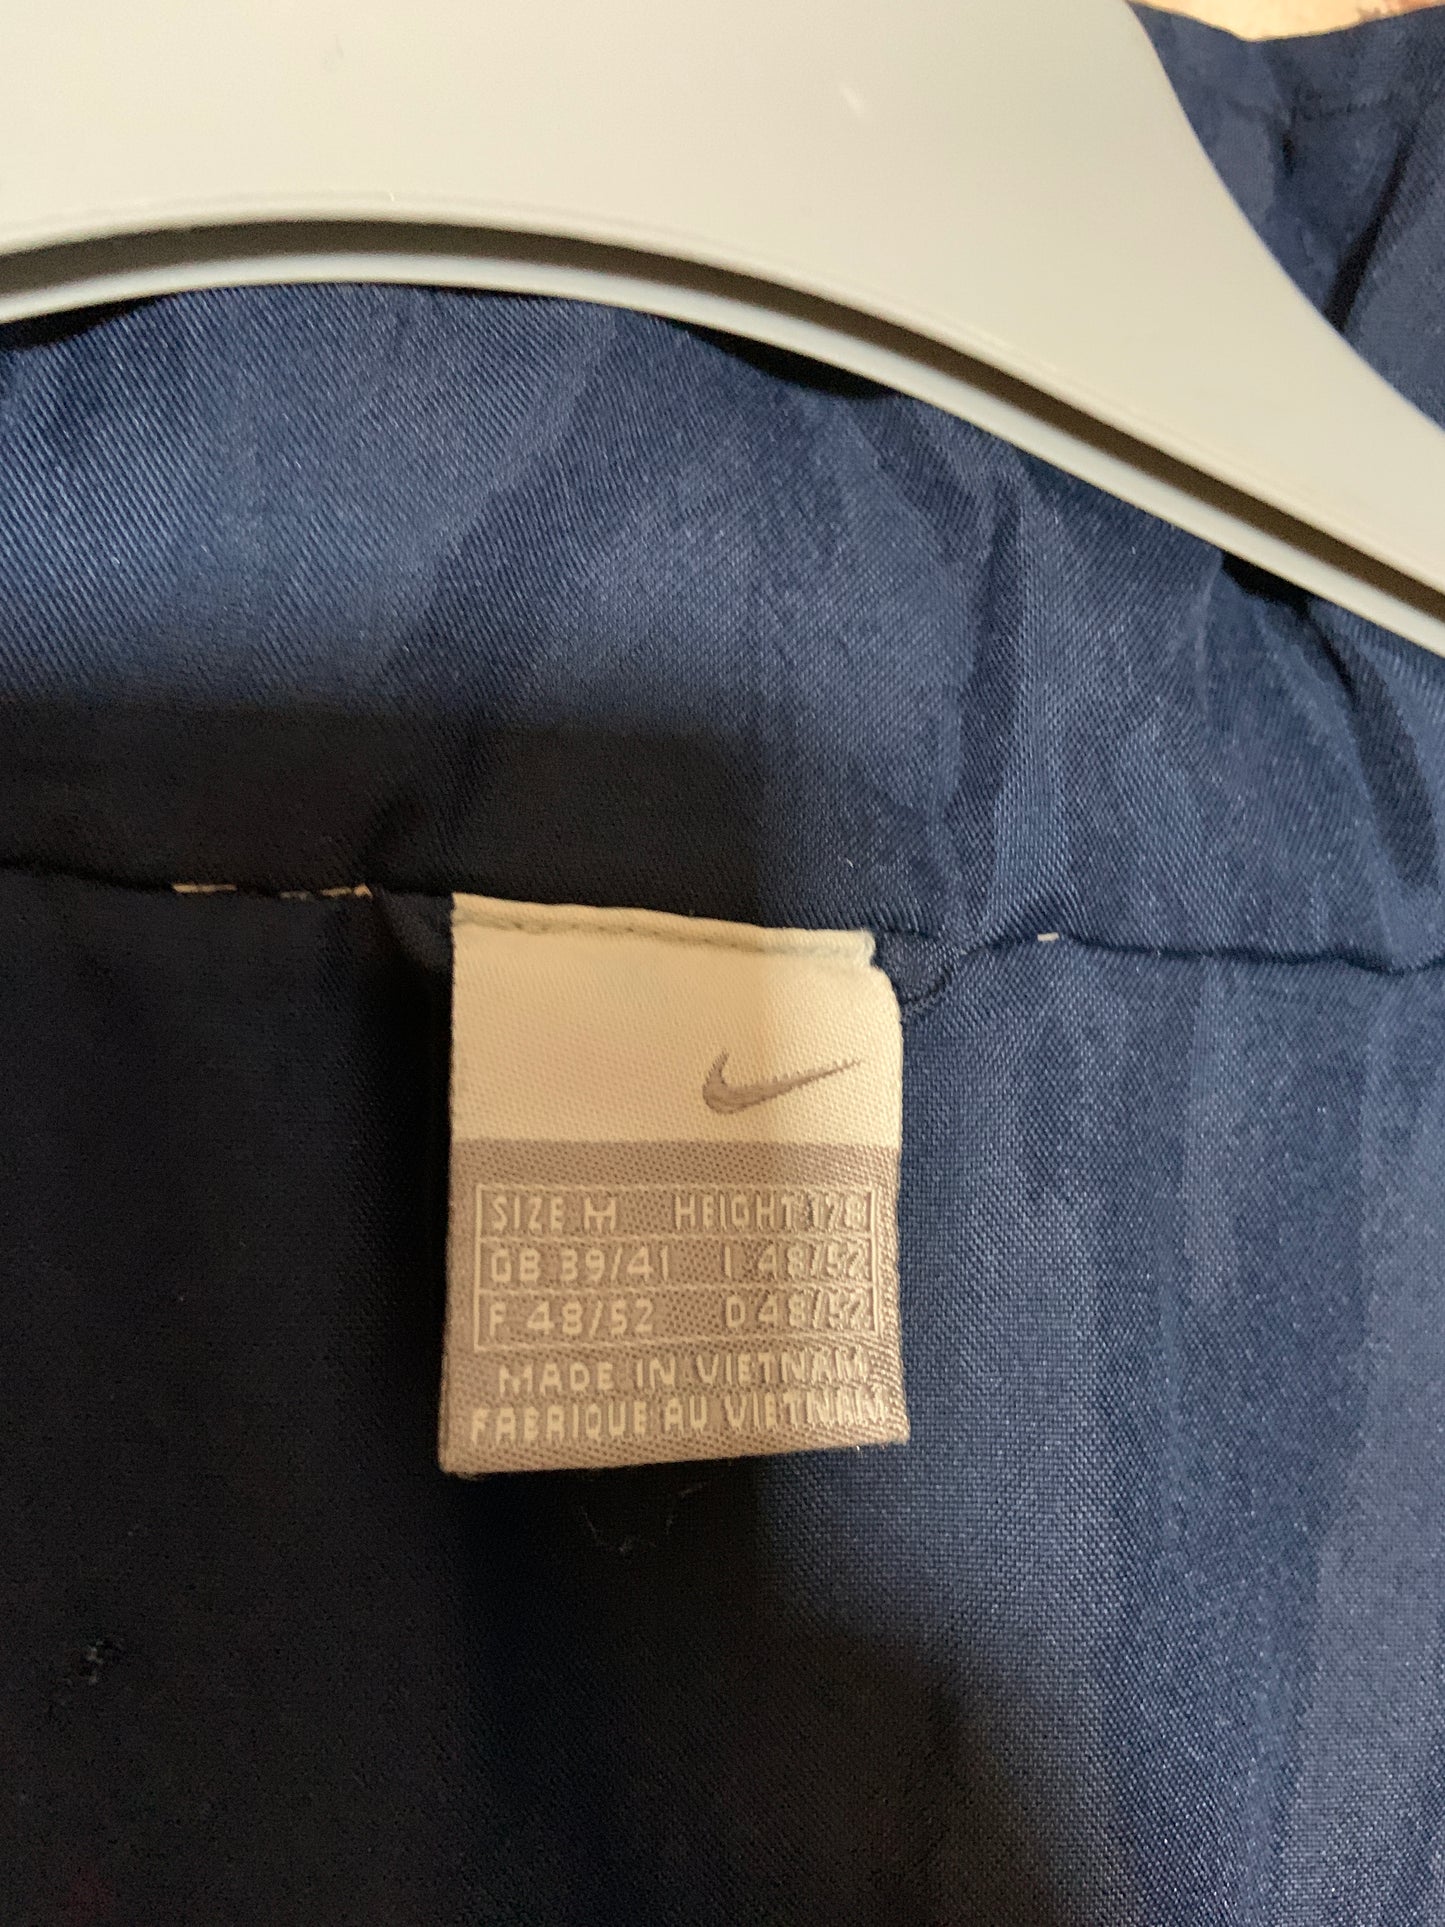 SIZE M HEIGHT 178
GB 39/41 I 48/52
F 48/52 D 48/52
MADE IN VIETNAM
FABRIQUE AU VIETNAM